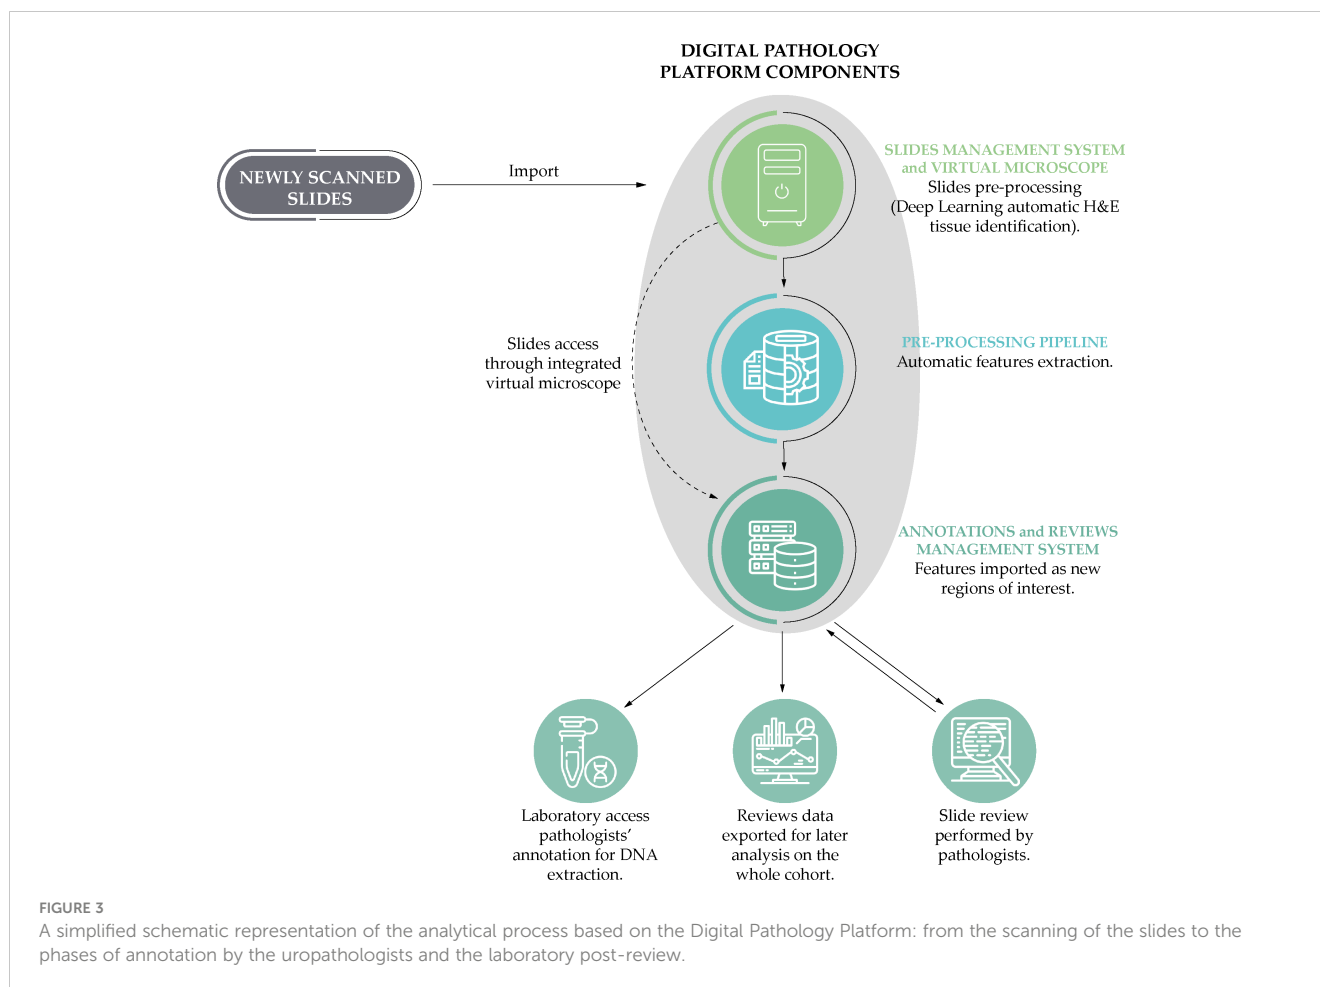 DIGITAL PATHOLOGY
PLATFORM COMPONENTS
NEWLY SCANNED
SLIDES
Import
SLIDES MANAGEMENT SYSTEM
and VIRTUAL MICROSCOPE
Slides pre-processing
(Deep Learning automatic H&E
tissue identification).
Slides access
through integrated
virtual microscope
PRE-PROCESSING PIPELINE
Automatic features extraction.
ANNOTATIONS and REVIEWS
MANAGEMENT SYSTEM
Features imported as new
regions of interest.
Laboratory access
pathologists’
annotation for DNA
extraction.
Reviews data
exported for later
analysis on the
whole cohort.
Slide review
performed by
pathologists.
FIGURE 3
A simplified schematic representation of the analytical process based on the Digital Pathology Platform: from the scanning of the slides to the
phases of annotation by the uropathologists and the laboratory post-review.